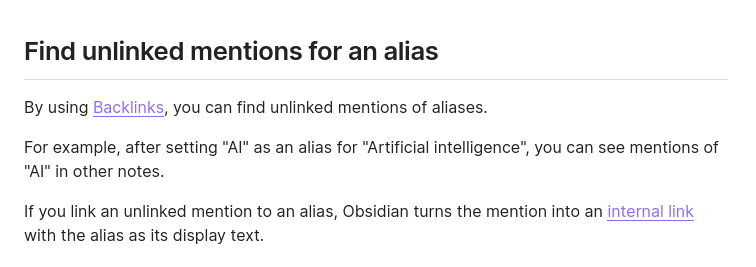 Find unlinked mentions for an alias
By using Backlinks, you can find unlinked mentions of aliases.
For example, after setting "AI" as an alias for "Artificial intelligence", you can see mentions of
"AI" in other notes.
If you link an unlinked mention to an alias, Obsidian turns the mention into an internal link
with the alias as its display text.